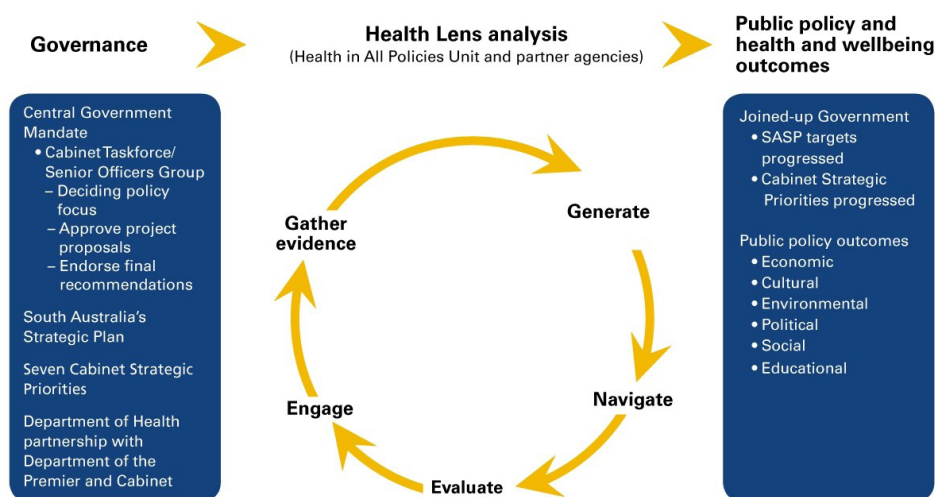 Governance
Health Lens analysis
(Health in All Policies Unit and partner agencies)
Public policy and
health and wellbeing
outcomes
Central Government
Mandate
• Cabinet Taskforce/
Senior Officers Group
– Deciding policy
focus
– Approve project
proposals
– Endorse final
recommendations
South Australia's
Strategic Plan
Seven Cabinet Strategic
Priorities
Department of Health
partnership with
Department of the
Premier and Cabinet
Gather
evidence
Generate
Navigate
Evaluate
Engage
Joined-up Government
• SASP targets
progressed
• Cabinet Strategic
Priorities progressed
Public policy outcomes
• Economic
• Cultural
• Environmental
• Political
• Social
• Educational